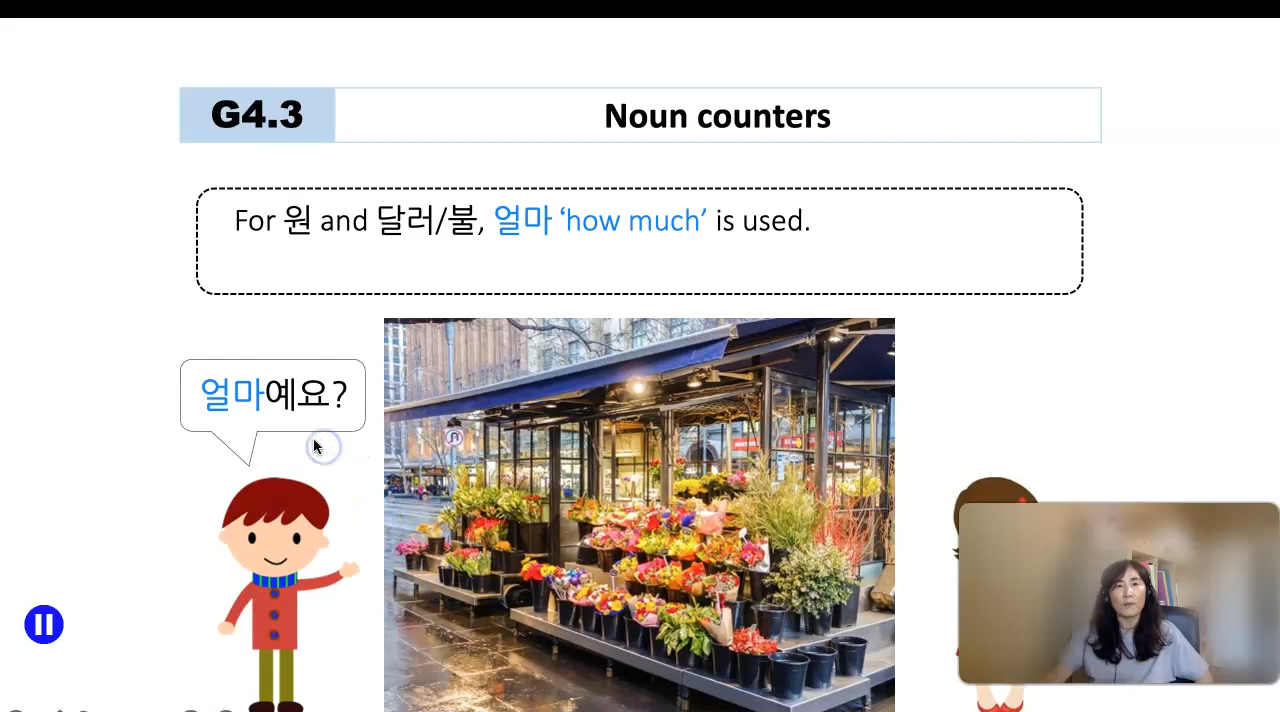 G4.3
Noun counters
For 원 and 달러/불, 얼마 ‘how much’ is used.
얼마예요?